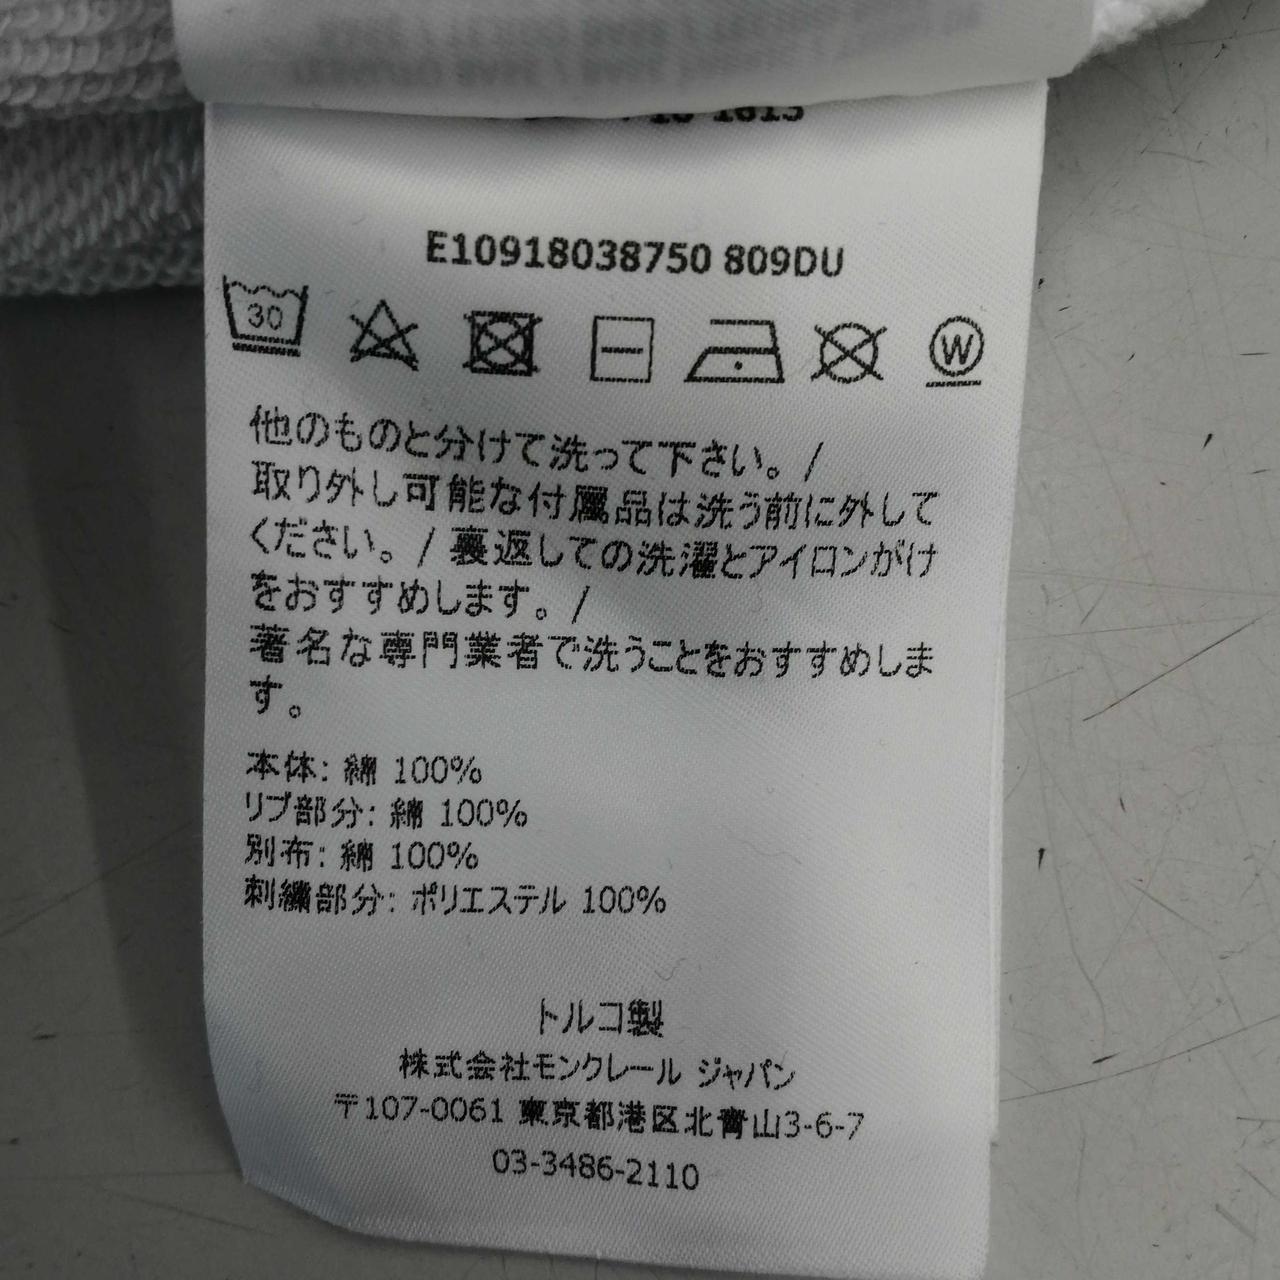 E10918038750 809DU
30
W
他のものと分けて洗って下さい。/
取り外し可能な付属品は洗う前に外して
ください。/ 裏返しての洗濯とアイロンがけ
をおすすめします。/
著名な専門業者で洗うことをおすすめしま
す。
本体: 綿 100%
リブ部分: 綿 100%
別布: 綿 100%
刺繍部分: ポリエステル 100%
トルコ製
株式会社モンクレール ジャパン
〒107-0061 東京都港区北青山3-6-7
03-3486-2110